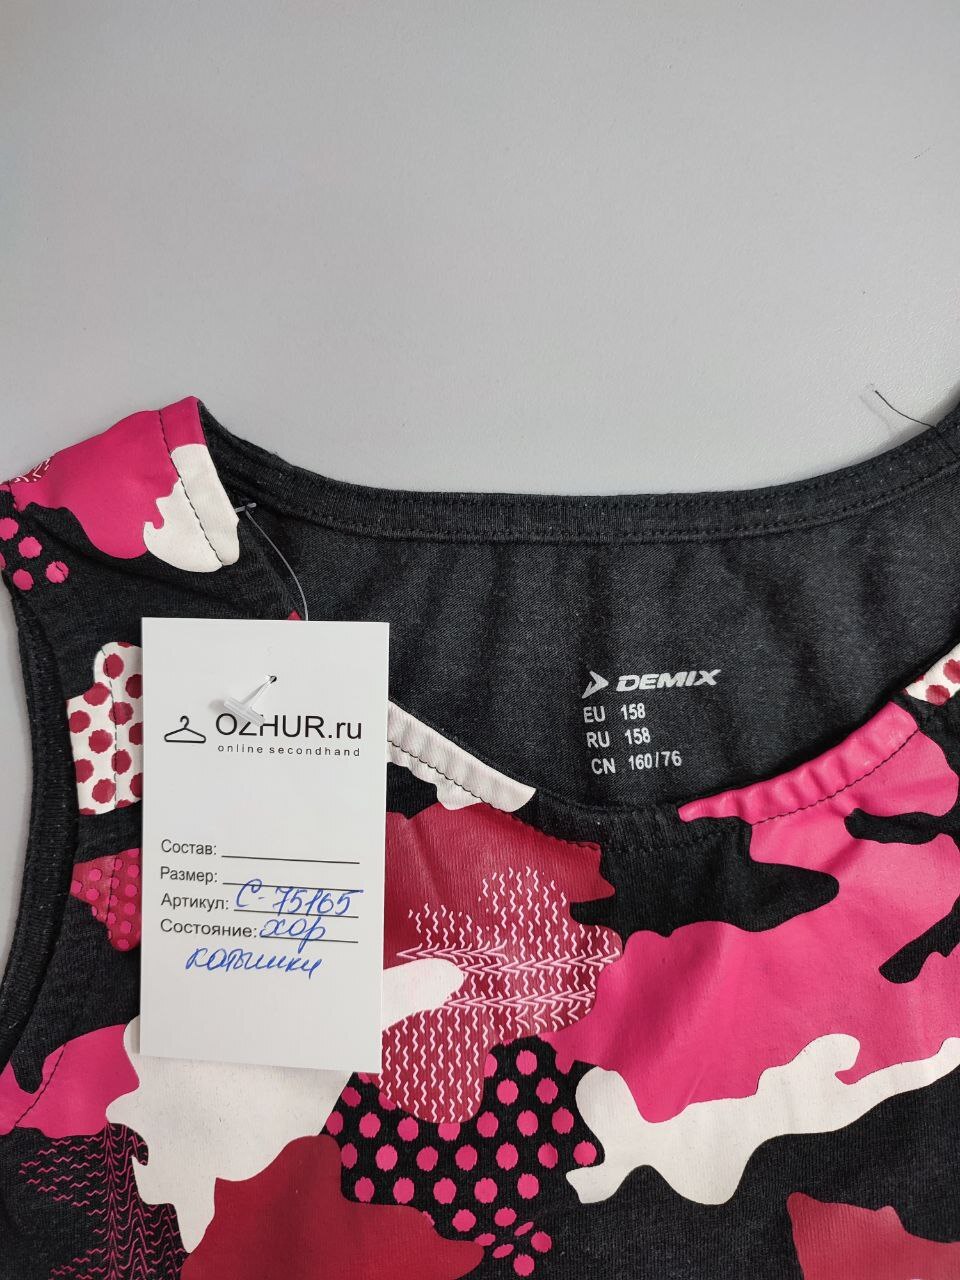 OZHUR.ru
online secondhand
Состав:
Размер:
Артикул: С-75165
Состояние: хор
катышки
DEMIX
EU 158
RU 158
CN 160/76